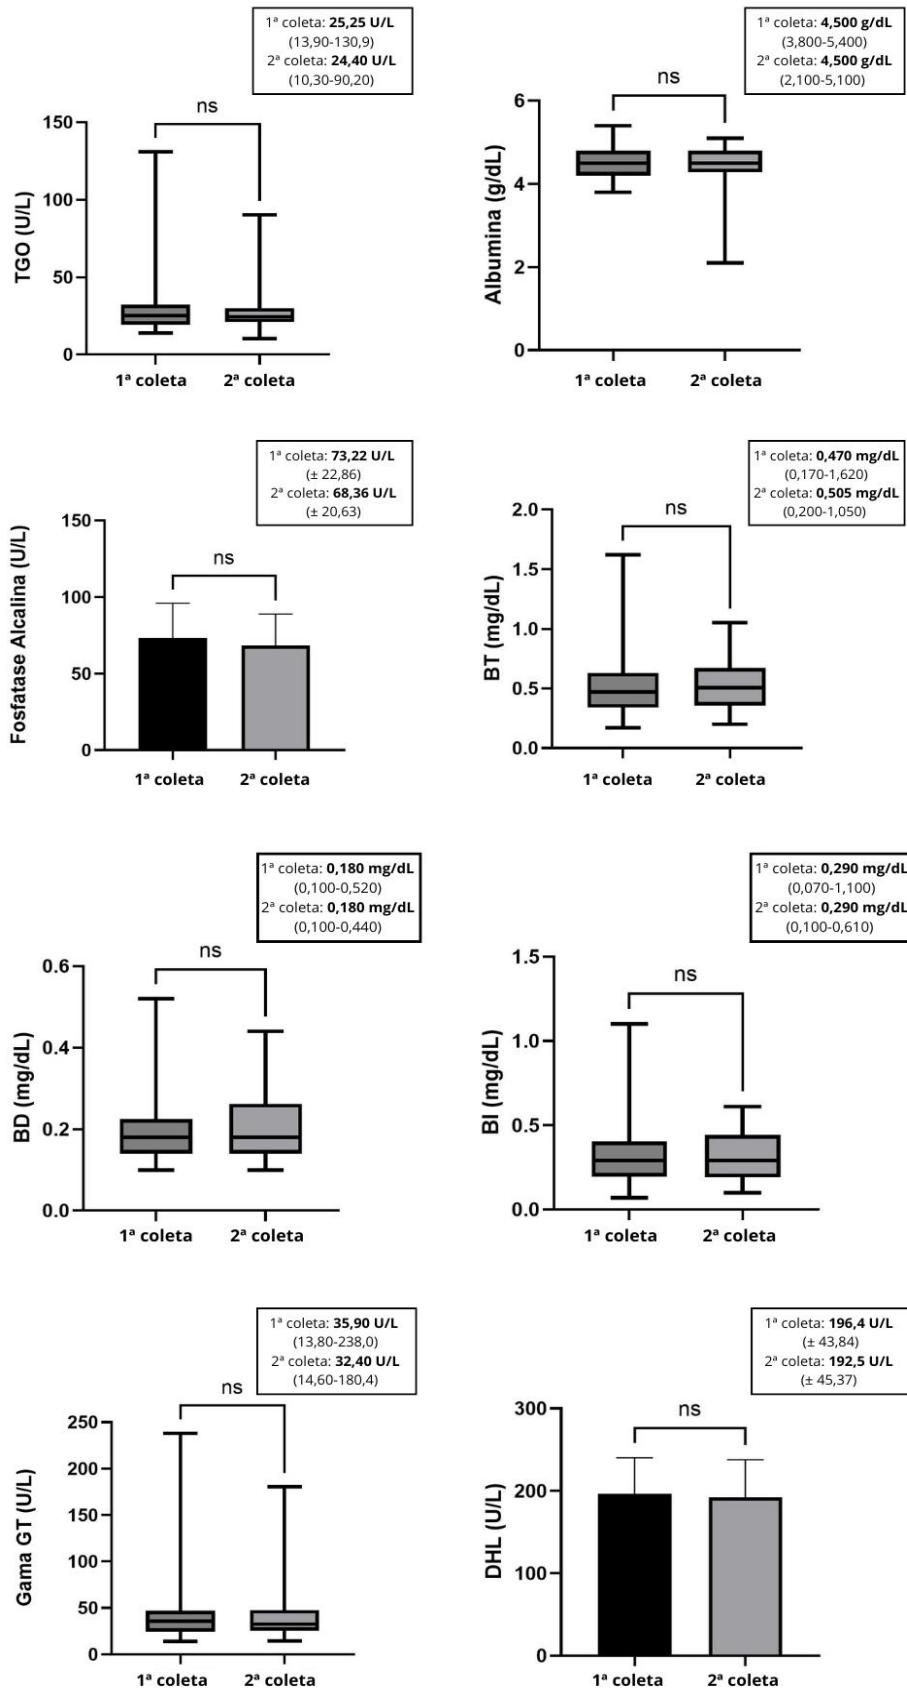 1ª coleta: 25,25 U/L
(13,90-130,9)
2ª coleta: 24,40 U/L
(10,30-90,20)
ns
150
100
50
0
TGO (U/L)
1ª coleta
2ª coleta
1ª coleta: 4,500 g/dL
(3,800-5,400)
2ª coleta: 4,500 g/dL
(2,100-5,100)
ns
6
4
2
0
Albumina (g/dL)
1ª coleta
2ª coleta
1ª coleta: 73,22 U/L
(± 22,86)
2ª coleta: 68,36 U/L
(± 20,63)
ns
150
100
50
0
Fosfatase Alcalina (U/L)
1ª coleta
2ª coleta
1ª coleta: 0,470 mg/dL
(0,170-1,620)
2ª coleta: 0,505 mg/dL
(0,200-1,050)
ns
2.0
1.5
1.0
0.5
0.0
BT (mg/dL)
1ª coleta
2ª coleta
1ª coleta: 0,180 mg/dL
(0,100-0,520)
2ª coleta: 0,180 mg/dL
(0,100-0,440)
ns
0.6
0.4
0.2
0.0
BD (mg/dL)
1ª coleta
2ª coleta
1ª coleta: 0,290 mg/dL
(0,070-1,100)
2ª coleta: 0,290 mg/dL
(0,100-0,610)
ns
1.5
1.0
0.5
0.0
BI (mg/dL)
1ª coleta
2ª coleta
1ª coleta: 35,90 U/L
(13,80-238,0)
2ª coleta: 32,40 U/L
(14,60-180,4)
ns
250
200
150
100
50
0
Gama GT (U/L)
1ª coleta
2ª coleta
1ª coleta: 196,4 U/L
(± 43,84)
2ª coleta: 192,5 U/L
(± 45,37)
ns
300
200
100
0
DHL (U/L)
1ª coleta
2ª coleta